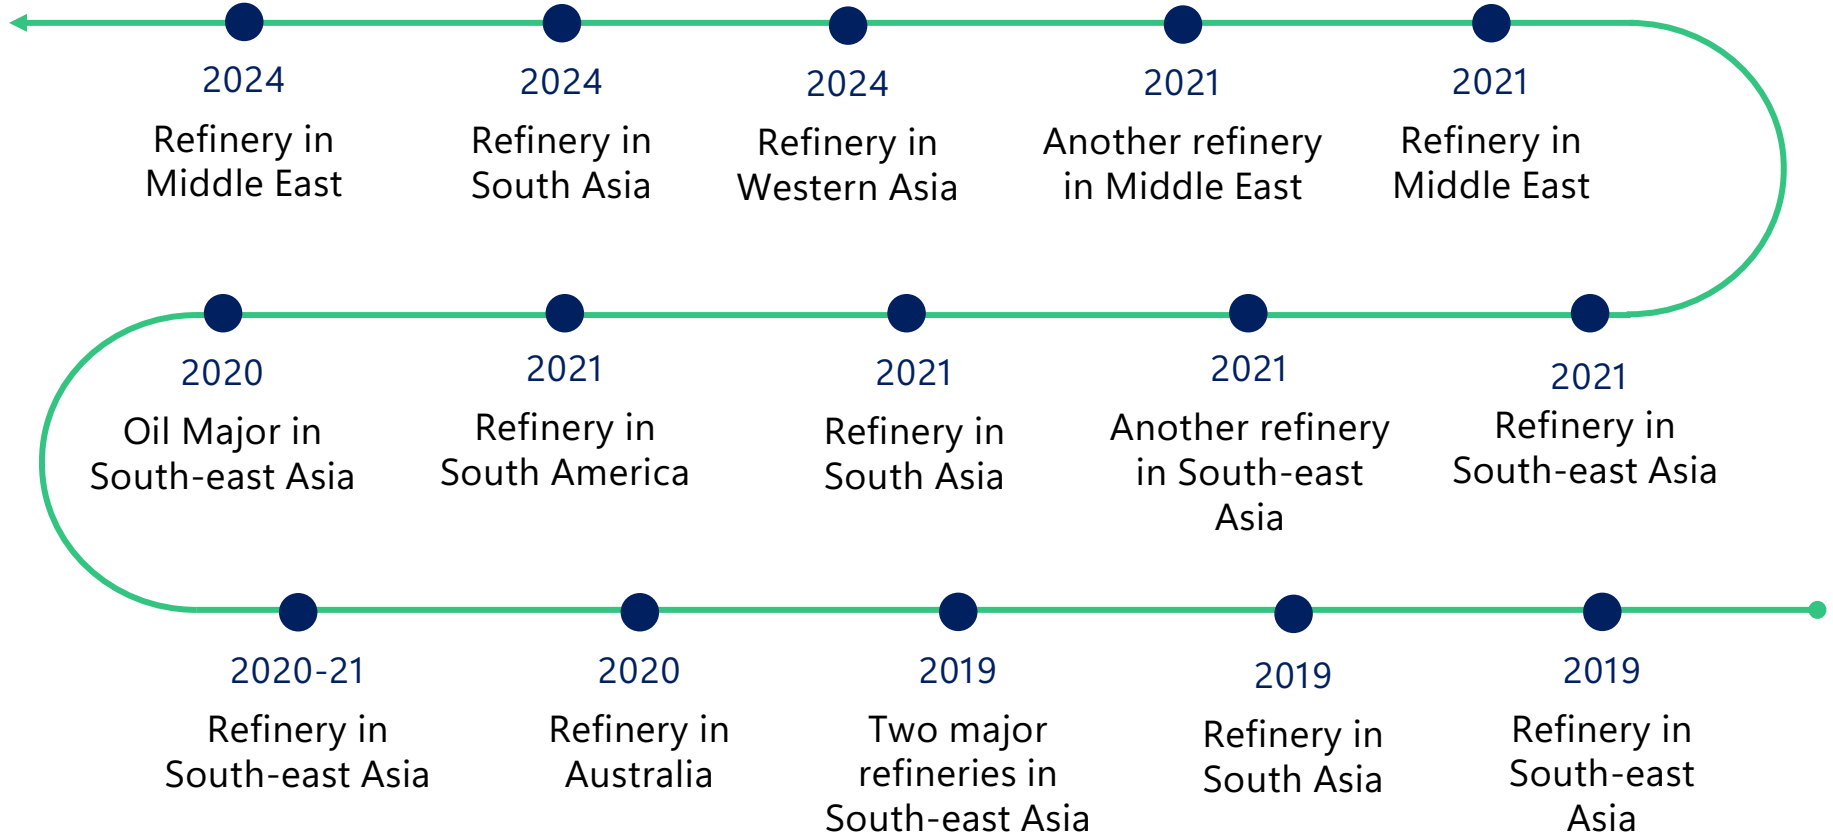 2024
Refinery in
Middle East
2024
Refinery in
South Asia
2024
Refinery in
Western Asia
2021
Another refinery
in Middle East
2021
Refinery in
Middle East
2020
Oil Major in
South-east Asia
2021
Refinery in
South America
2021
Refinery in
South Asia
2021
Another refinery
in South-east
Asia
2021
Refinery in
South-east Asia
2020-21
Refinery in
South-east Asia
2020
Refinery in
Australia
2019
Two major
refineries in
South-east Asia
2019
Refinery in
South Asia
2019
Refinery in
South-east
Asia